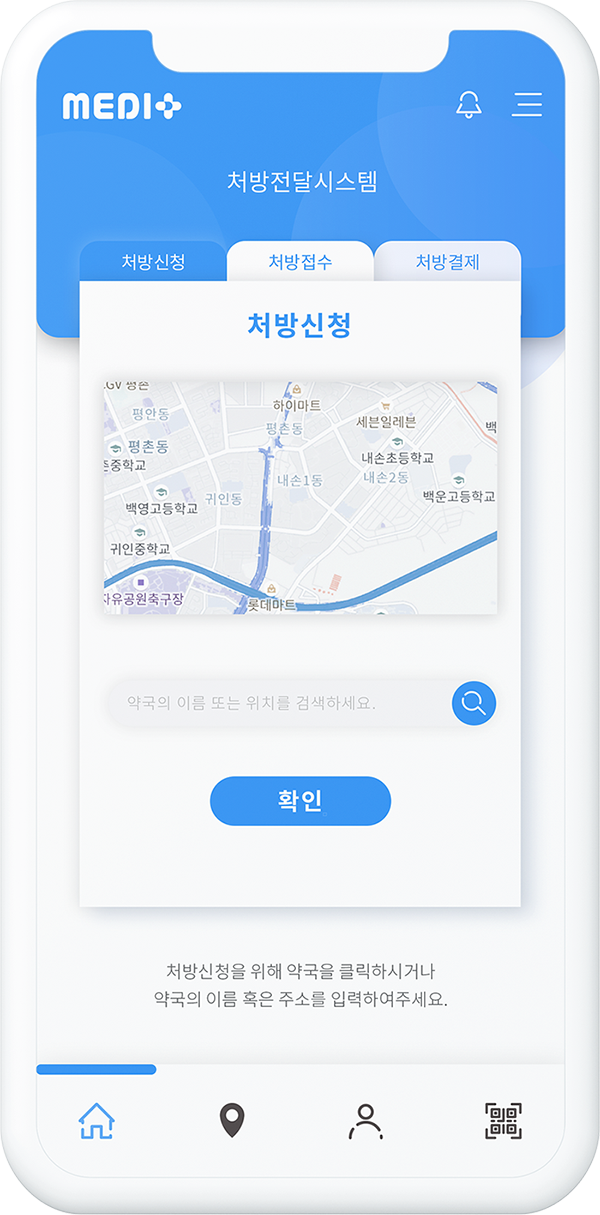 MEDI+
처방전달시스템
처방신청 처방접수 처방결제
처방신청
하이마트
평안동
세븐일레븐
평촌동
백
평촌동
내손초등학교
중학교
내손1동
내손2동
귀인동
백운고등학교
백영고등학교
귀인중학교
자유공원축구장
롯데마트
약국의 이름 또는 위치를 검색하세요.
확인
처방신청을 위해 약국을 클릭하시거나
약국의 이름 혹은 주소를 입력하여주세요.